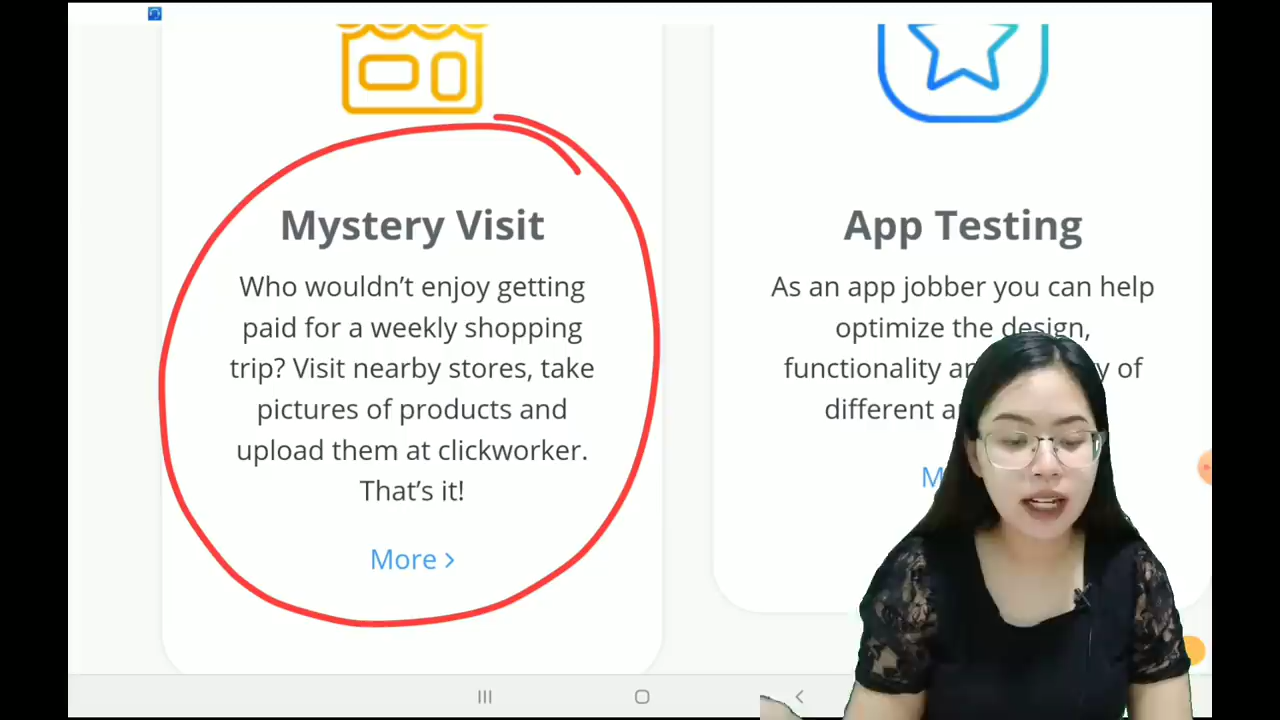 Mystery Visit
Who wouldn’t enjoy getting
paid for a weekly shopping
trip? Visit nearby stores, take
pictures of products and
upload them at clickworker.
That’s it!
More
App Testing
As an app jobber you can help
optimize the design,
functionality of
different